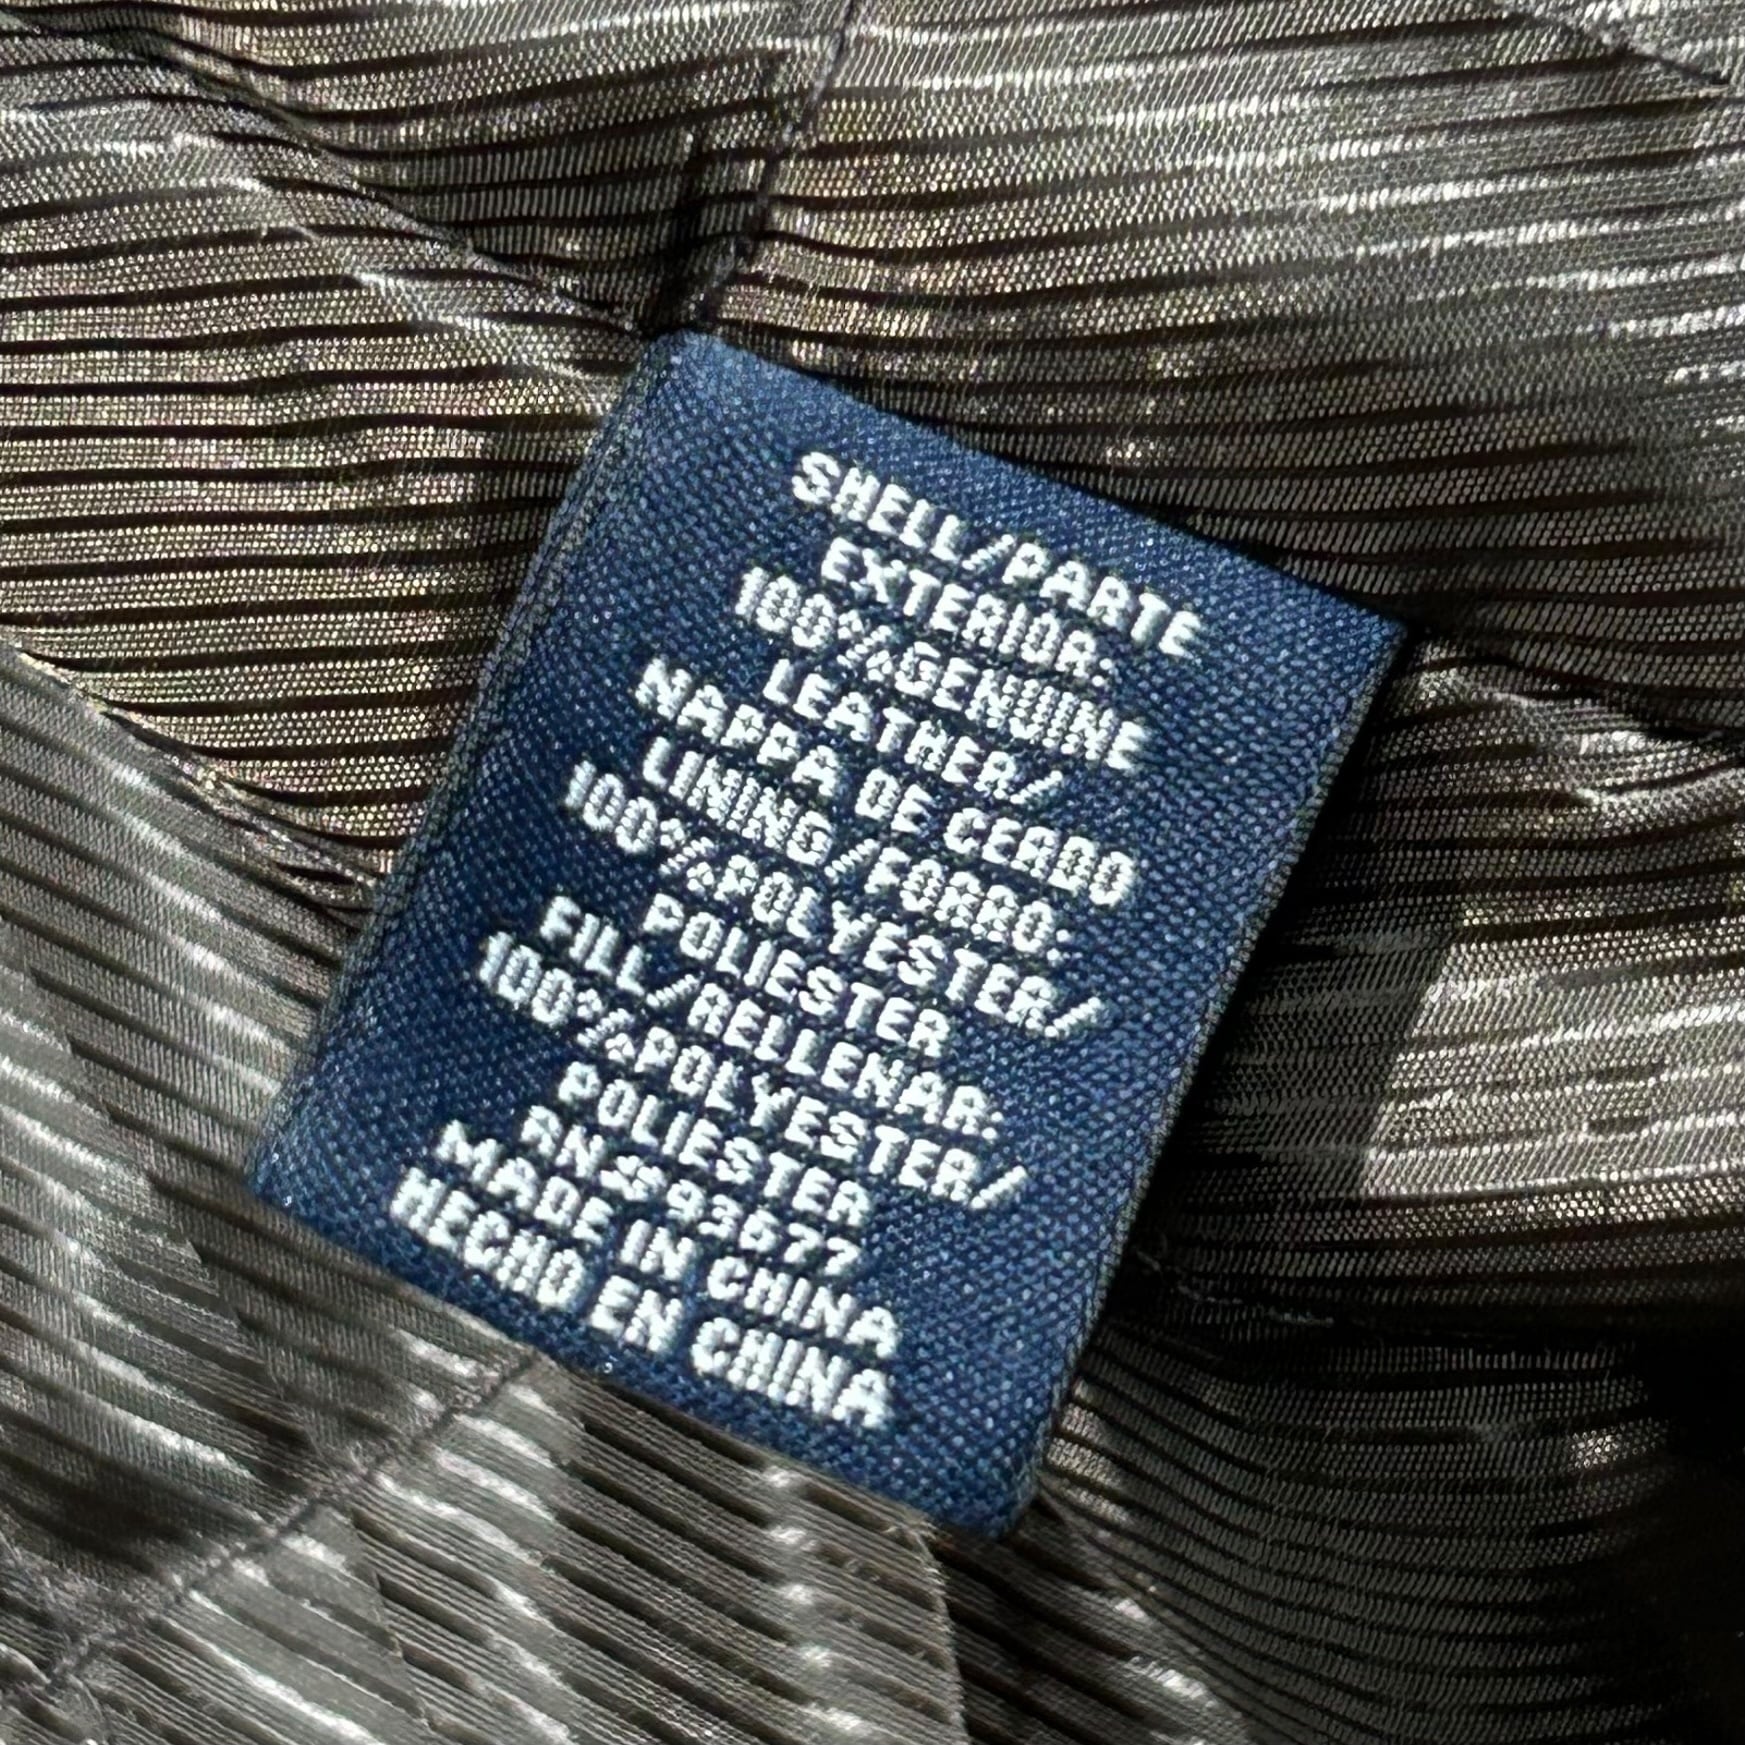 SHELL/PARTE
EXTERIOR:
100%GENUINE
LEATHER/
NAPPA DE CERDO
LINING/FORRO:
100%POLYESTER/
POLIESTER
FILL/RELLENAR:
100%POLYESTER/
POLIESTER
RN#93677
MADE IN CHINA
HECHO EN CHINA